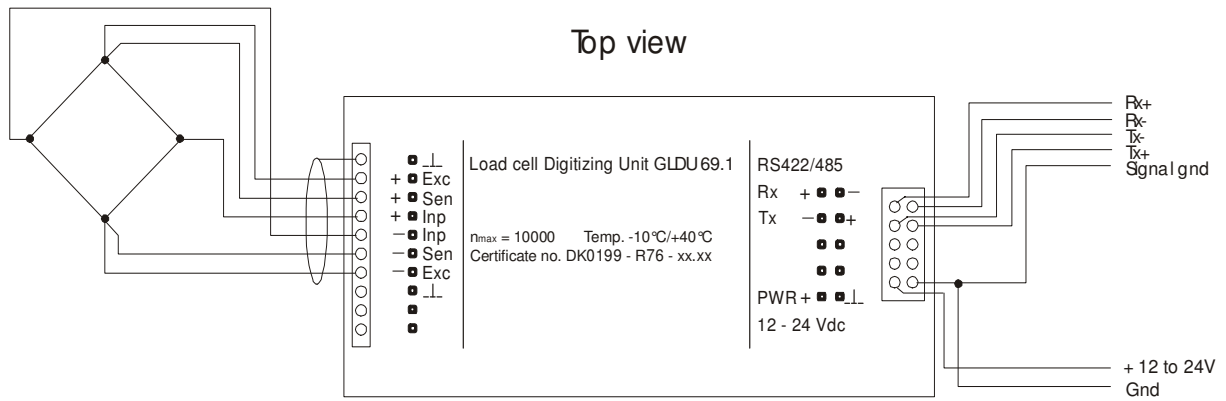 Top view
Load cell Digitizing Unit GLDU 69.1
RS422/485
+ Exc
+ Sen
+ Inp
− Inp
− Sen
− Exc
nmax = 10000 Temp. -10°C/+40°C
Certificate no. DK0199 - R76 - xx.xx
Rx + −
Tx − +
PWR +
12 - 24 Vdc
Rx+
Rx-
Tx-
Tx+
Signal gnd
+ 12 to 24V
Gnd